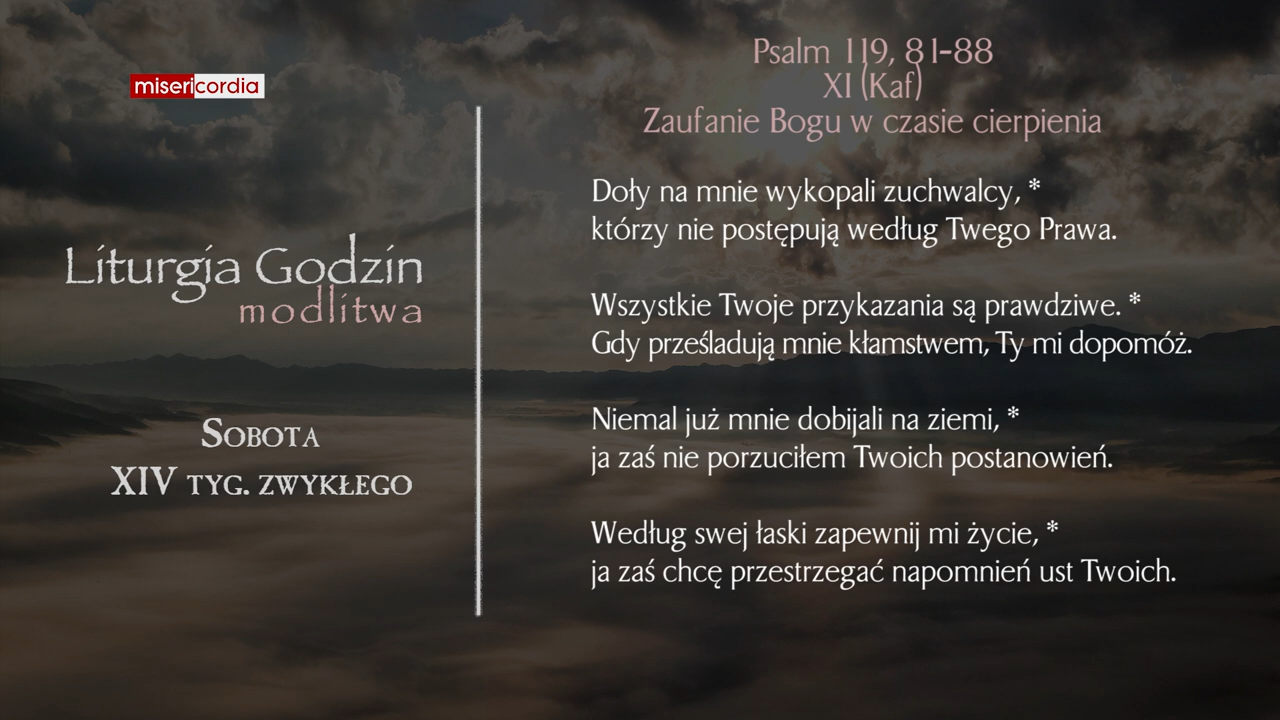 misericordia
Liturgia Godzin
modlitwa
Sobota
XIV tyg. zwykłego
Psalm 119, 81-88
XI (Kaf)
Zaufanie Bogu w czasie cierpienia
Doły na mnie wykopali zuchwalcy, *
którzy nie postępują według Twego Prawa.
Wszystkie Twoje przykazania są prawdziwe. *
Gdy prześladują mnie kłamstwem, Ty mi dopomóż.
Niemal już mnie dobijali na ziemi, *
ja zaś nie porzuciłem Twoich postanowień.
Według swej łaski zapewnij mi życie, *
ja zaś chcę przestrzegać napomnień ust Twoich.